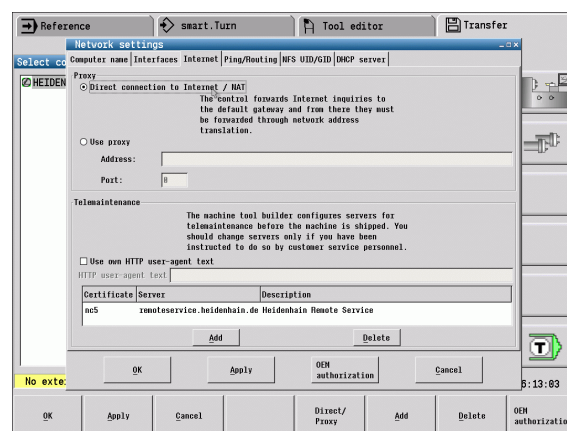 Reference smart.Turn Tool editor Transfer
Network settings
Select co
Computer name Interfaces Internet Ping/Routing NFS UID/GID DHCP server
HEIDEN
Proxy
Direct connection to Internet / NAT
The control forwards Internet inquiries to
the default gateway and from there they must
be forwarded through network address
translation.
Use proxy
Address:
Port: 0
Telemaintenance
The machine tool builder configures servers for
telemaintenance before the machine is shipped. You
should change servers only if you have been
instructed to do so by customer service personnel.
Use own HTTP user-agent text
HTTP user-agent text
Certificate Server Description
nc5 remoteservice.heidenhain.de Heidenhain Remote Service
Add Delete
OK Apply OEM authorization Cancel
T
No exte
6:13:03
OK Apply Cancel Direct/ Proxy Add Delete OEM authorizatio